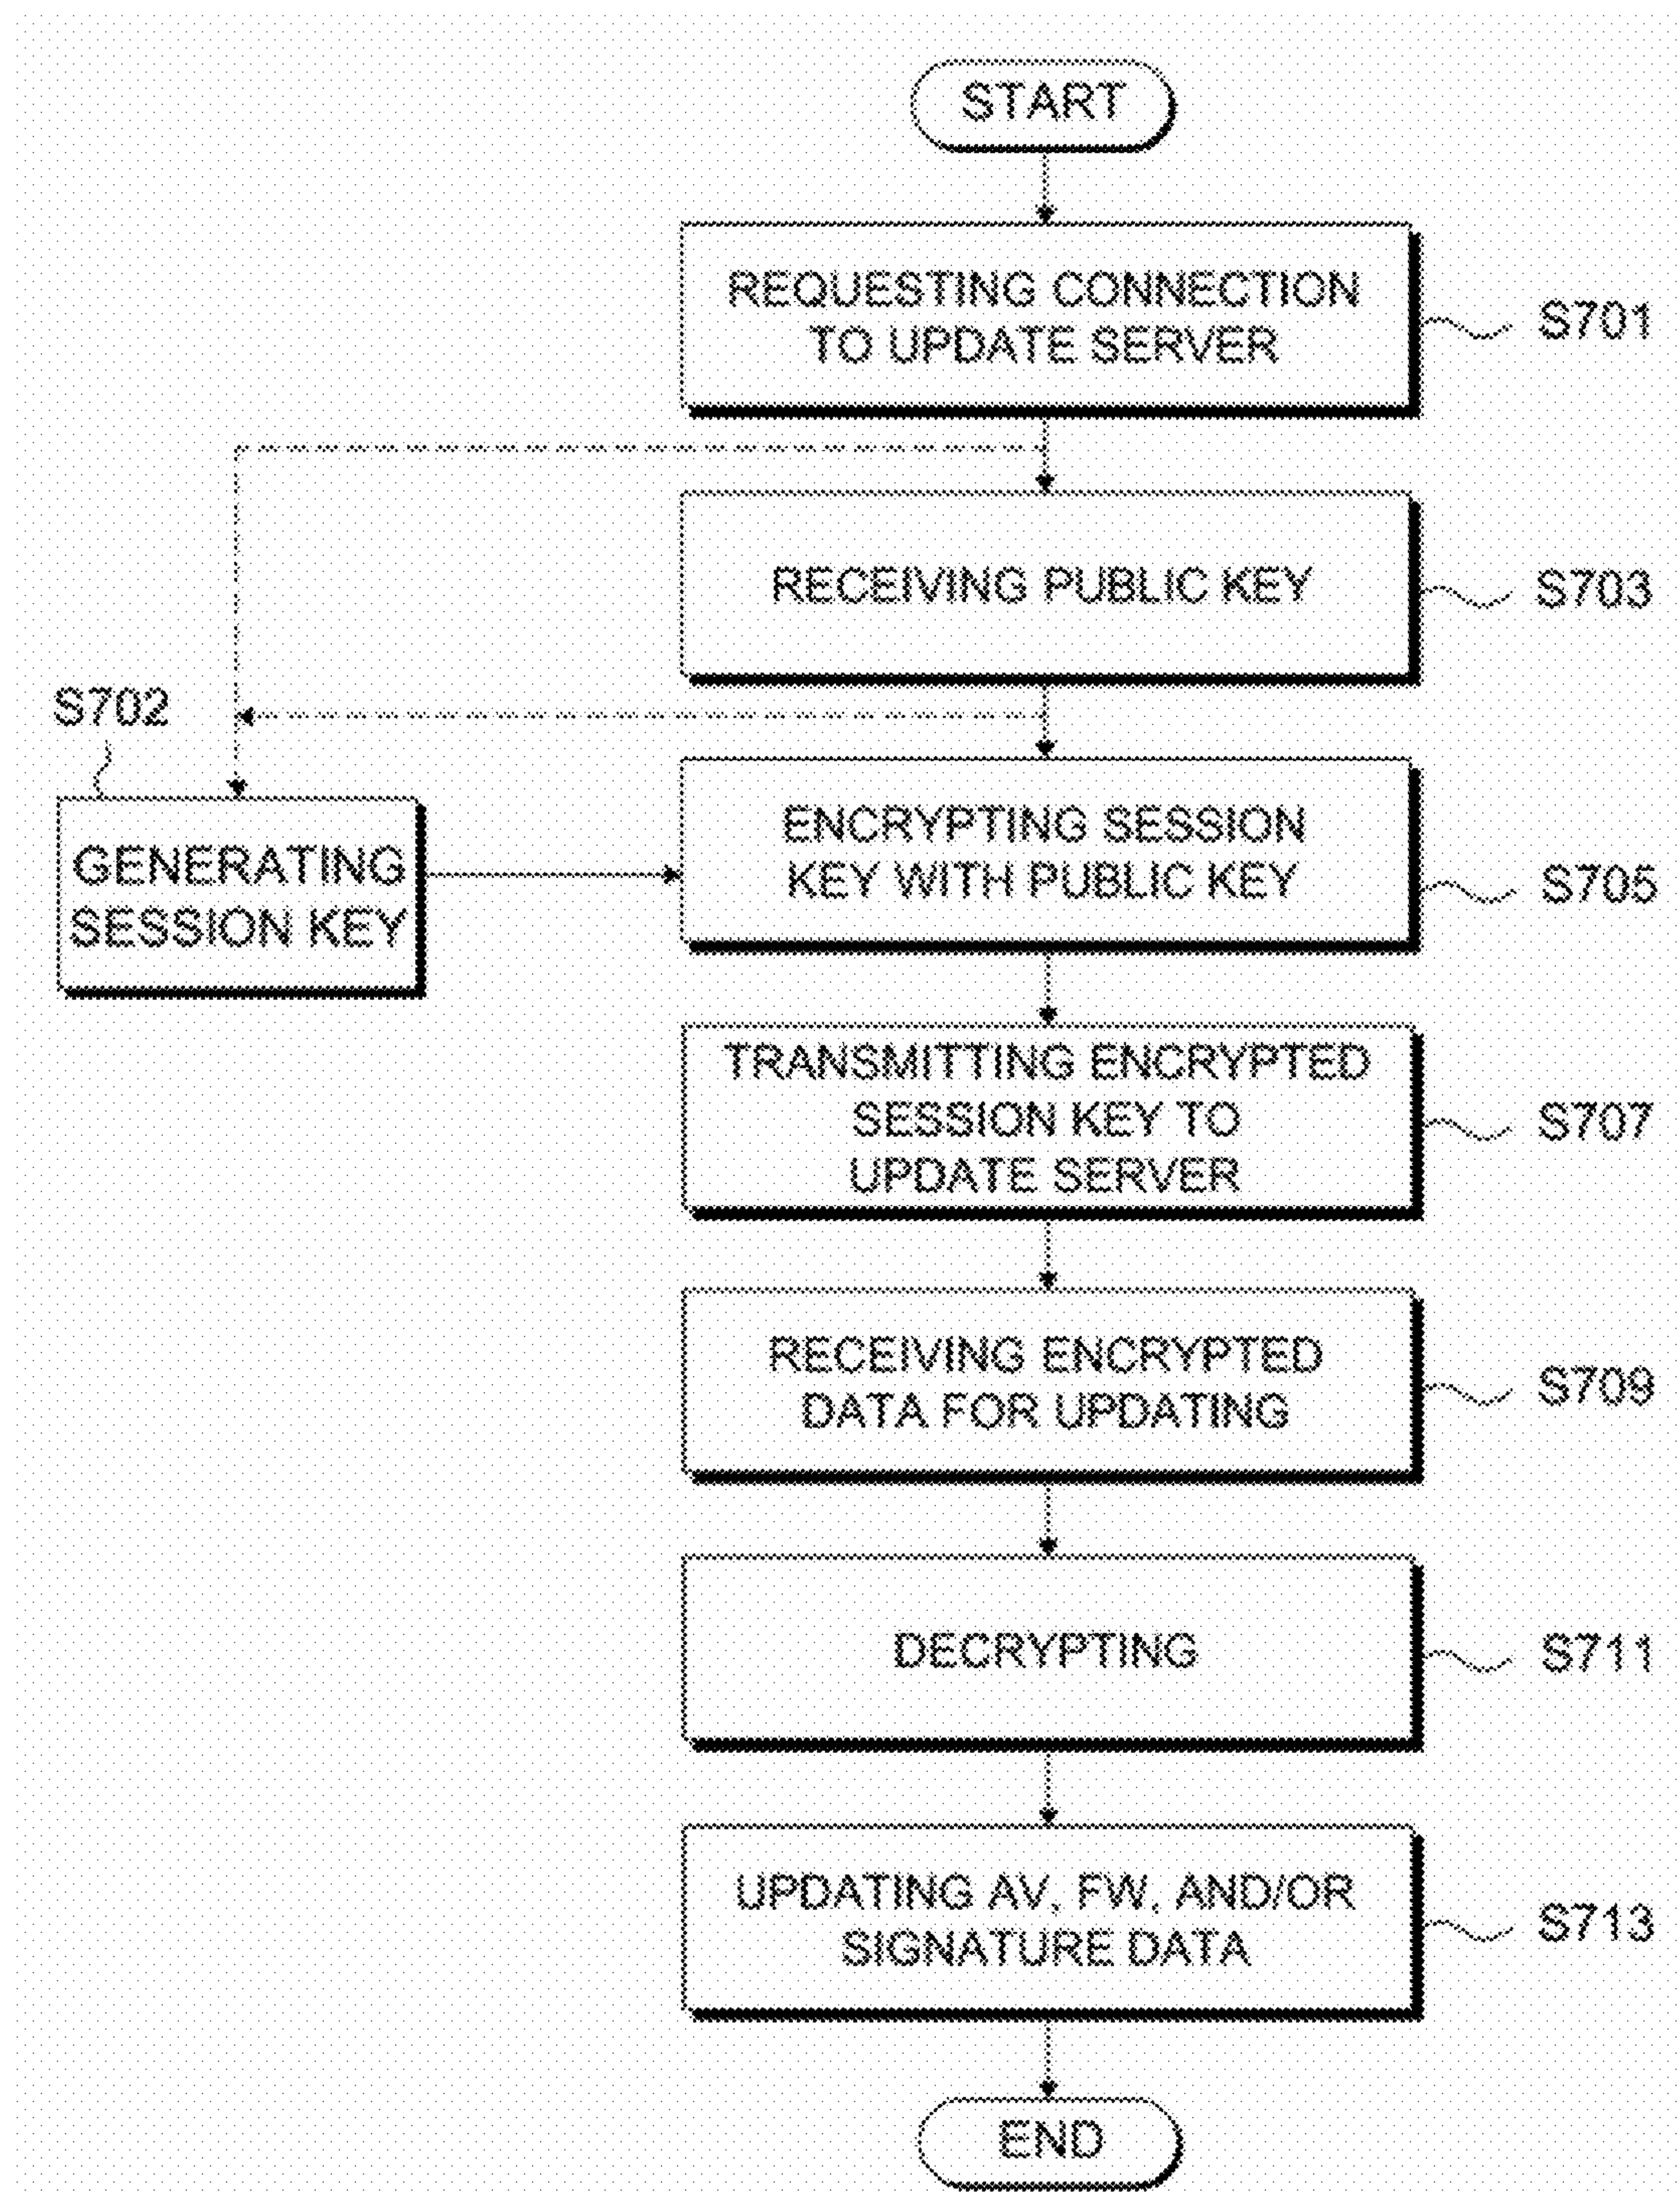 START
REQUESTING CONNECTION
TO UPDATE SERVER
S701
RECEIVING PUBLIC KEY
S703
S702
GENERATING
SESSION KEY
ENCRYPTING SESSION
KEY WITH PUBLIC KEY
S705
TRANSMITTING ENCRYPTED
SESSION KEY TO
UPDATE SERVER
S707
RECEIVING ENCRYPTED
DATA FOR UPDATING
S709
DECRYPTING
S711
UPDATING AV, FW, AND/OR
SIGNATURE DATA
S713
END